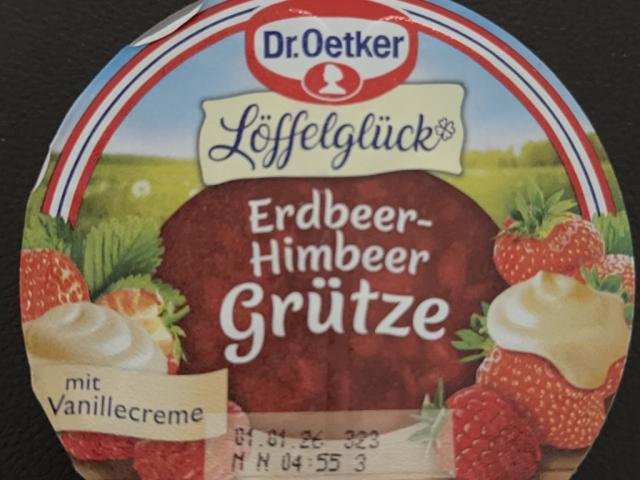 Dr.Oetker
Löffelglück
Erdbeer-
Himbeer
Grütze
mit
Vanillecreme
01.01.26 323
N N 04:55 3